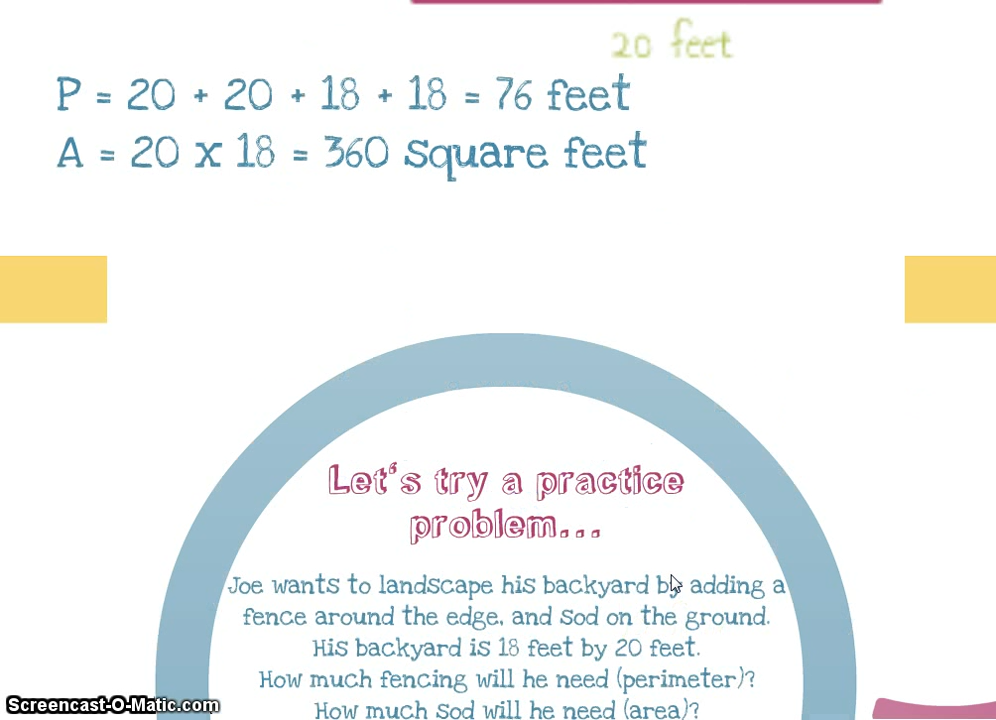 20 feet
P = 20 + 20 + 18 + 18 = 76 feet
A = 20 x 18 = 360 square feet
Let's try a practice
problem...
Joe wants to landscape his backyard by adding a
fence around the edge, and sod on the ground.
His backyard is 18 feet by 20 feet.
How much fencing will he need (perimeter)?
How much sod will he need (area)?
Screencast-O-Matic.com